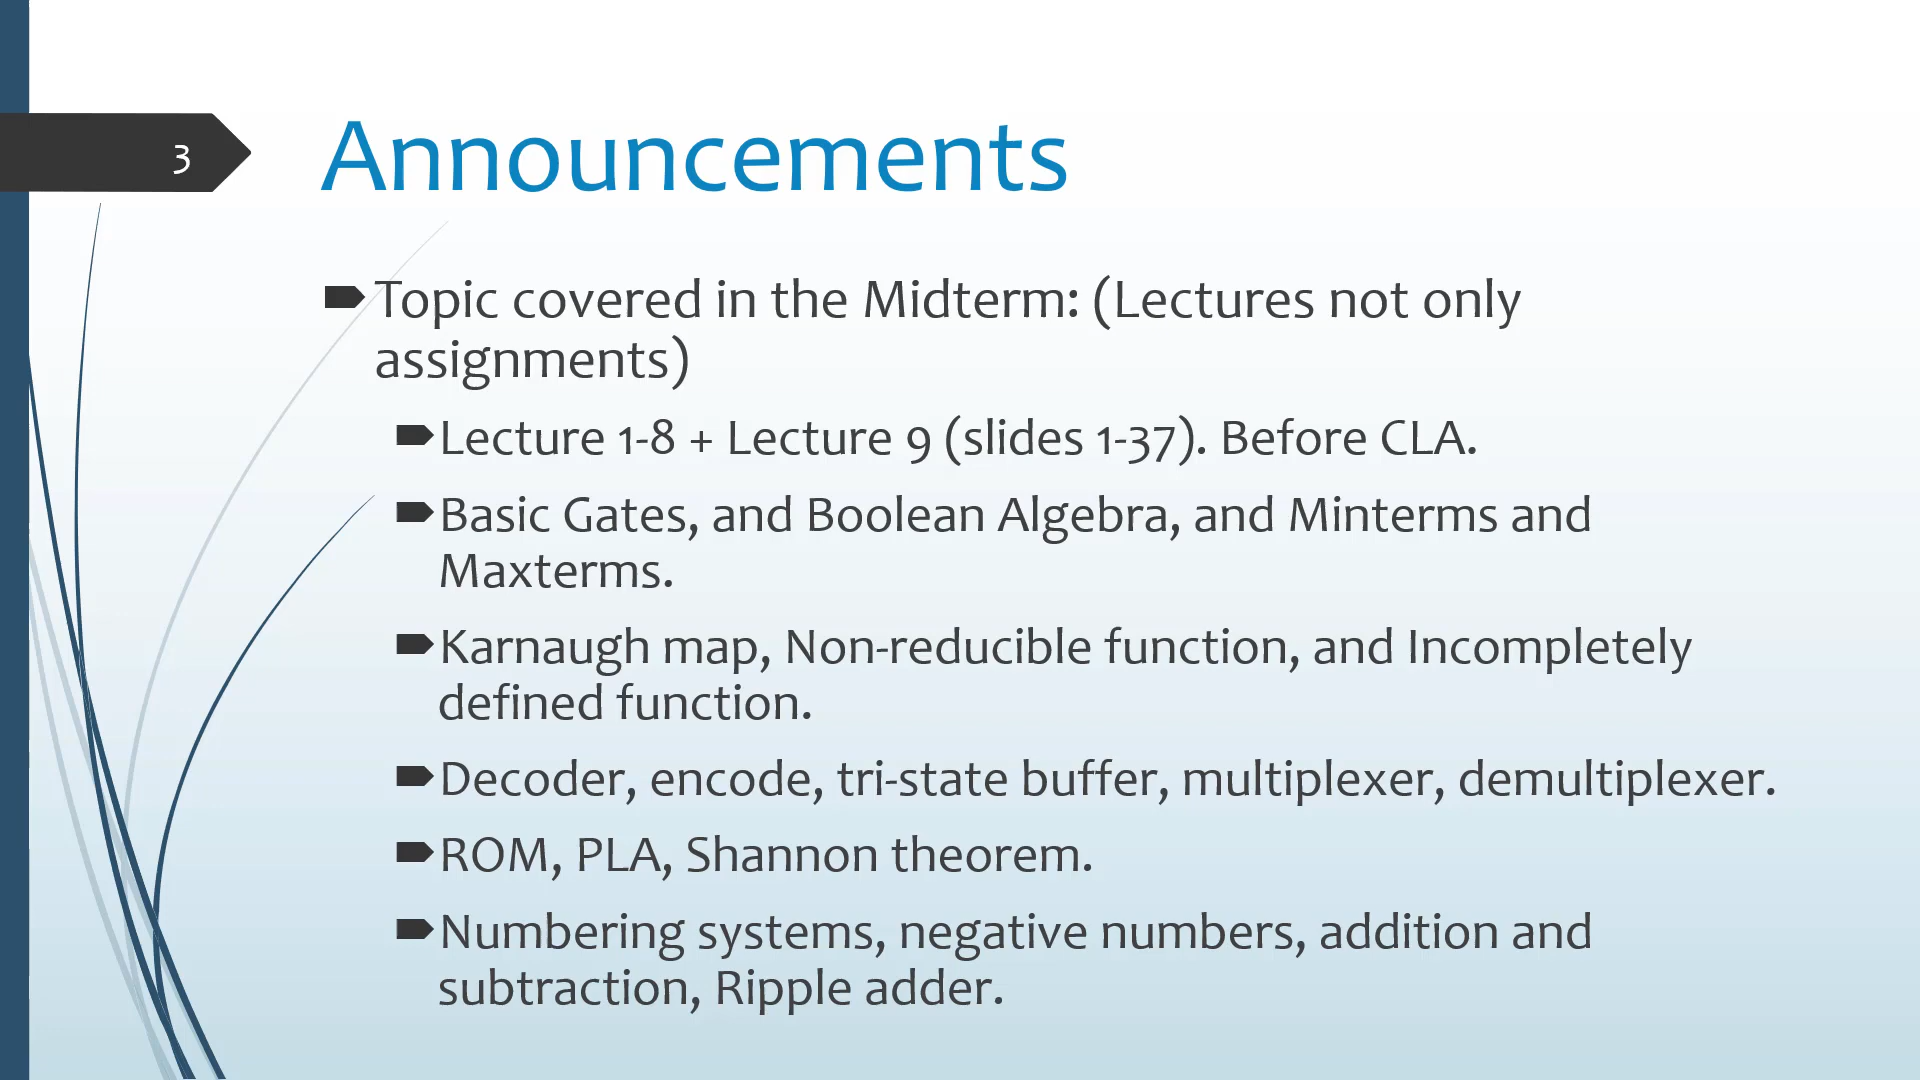 3
Announcements
Topic covered in the Midterm: (Lectures not only
assignments)
Lecture 1-8 + Lecture 9 (slides 1-37). Before CLA.
Basic Gates, and Boolean Algebra, and Minterms and
Maxterms.
Karnaugh map, Non-reducible function, and Incompletely
defined function.
Decoder, encode, tri-state buffer, multiplexer, demultiplexer.
ROM, PLA, Shannon theorem.
Numbering systems, negative numbers, addition and
subtraction, Ripple adder.